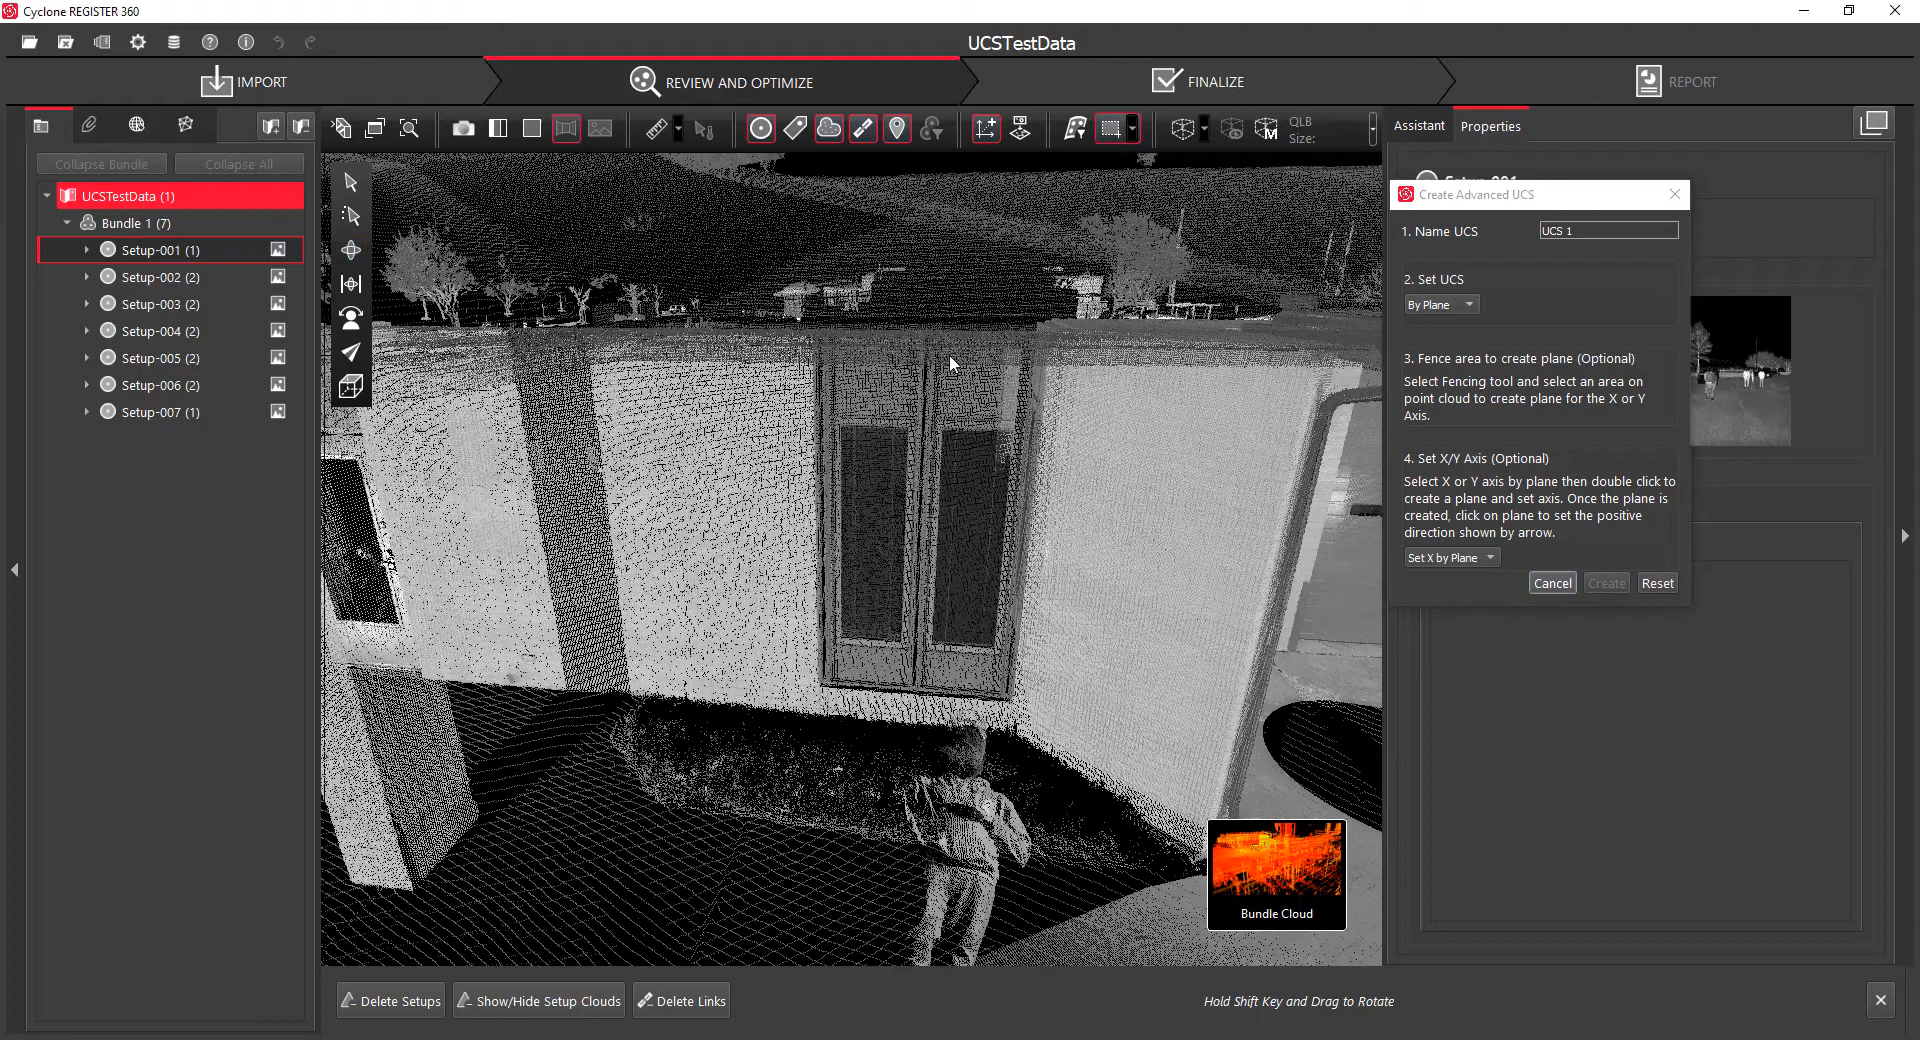 Cyclone REGISTER 360
UCSTestData
IMPORT
REVIEW AND OPTIMIZE
FINALIZE
REPORT
QLB
Size:
Assistant
Properties
Collapse Bundle
Collapse All
UCSTestData (1)
Bundle 1 (7)
Setup-001 (1)
Setup-002 (2)
Setup-003 (2)
Setup-004 (2)
Setup-005 (2)
Setup-006 (2)
Setup-007 (1)
Create Advanced UCS
1. Name UCS
UCS 1
2. Set UCS
By Plane
3. Fence area to create plane (Optional)
Select Fencing tool and select an area on
point cloud to create plane for the X or Y
Axis.
4. Set X/Y Axis (Optional)
Select X or Y axis by plane then double click to
create a plane and set axis. Once the plane is
created, click on plane to set the positive
direction shown by arrow.
Set X by Plane
Cancel
Create
Reset
Bundle Cloud
Delete Setups
Show/Hide Setup Clouds
Delete Links
Hold Shift Key and Drag to Rotate